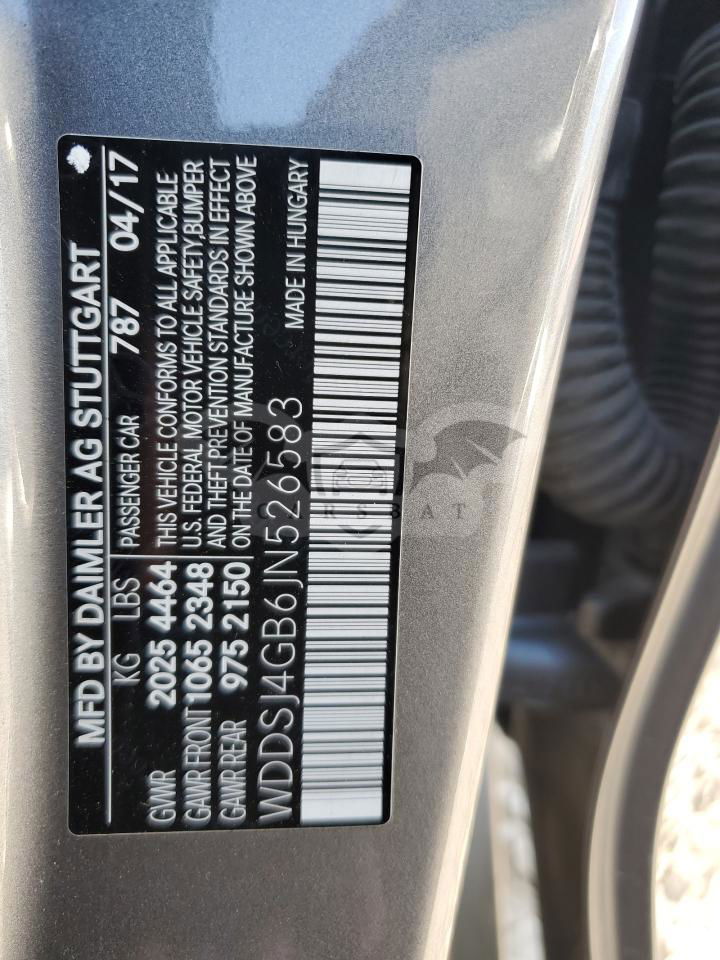 MFD BY DAIMLER AG STUTTGART
KG LBS PASSENGER CAR 787 04/17
GVWR 2025 4464 THIS VEHICLE CONFORMS TO ALL APPLICABLE
GAWR FRONT 1065 2348 U.S. FEDERAL MOTOR VEHICLE SAFETY,BUMPER
GAWR REAR 975 2150 AND THEFT PREVENTION STANDARDS IN EFFECT
ON THE DATE OF MANUFACTURE SHOWN ABOVE
WDDSJ4GB6JN526583 MADE IN HUNGARY
CARSBAT